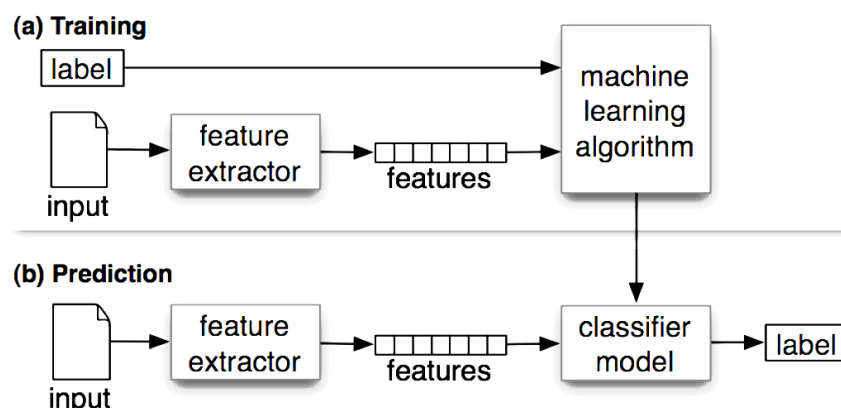 (a) Training
label
machine
learning
algorithm
feature
extractor
features
input
(b) Prediction
feature
extractor
features
classifier
model
label
input